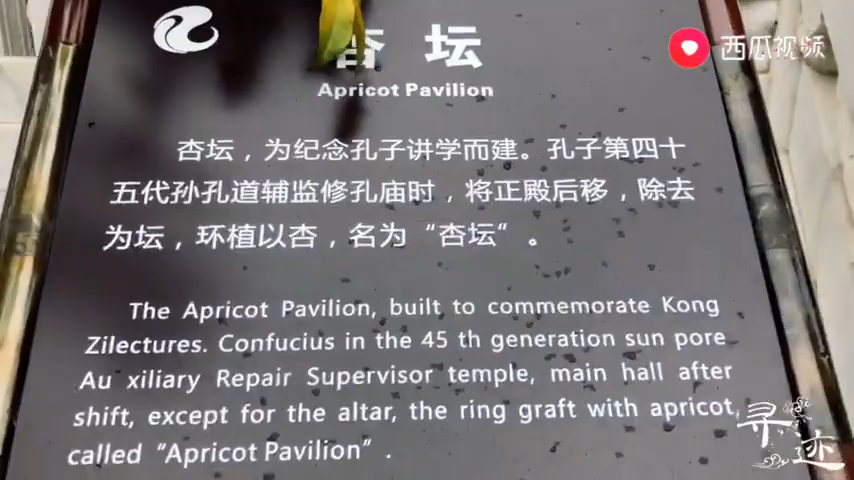 杏坛
西瓜视频
Apricot Pavilion
杏坛，为纪念孔子讲学而建。孔子第四十
五代孙孔道辅监修孔庙时，将正殿后移，除去
为坛，环植以杏，名为“杏坛”。
The Apricot Pavilion, built to commemorate Kong
Zilectures. Confucius in the 45 th generation sun pore
Au xiliary Repair Supervisor temple, main hall after
shift, except for the altar, the ring graft with apricot,
called “Apricot Pavilion” .
寻迹